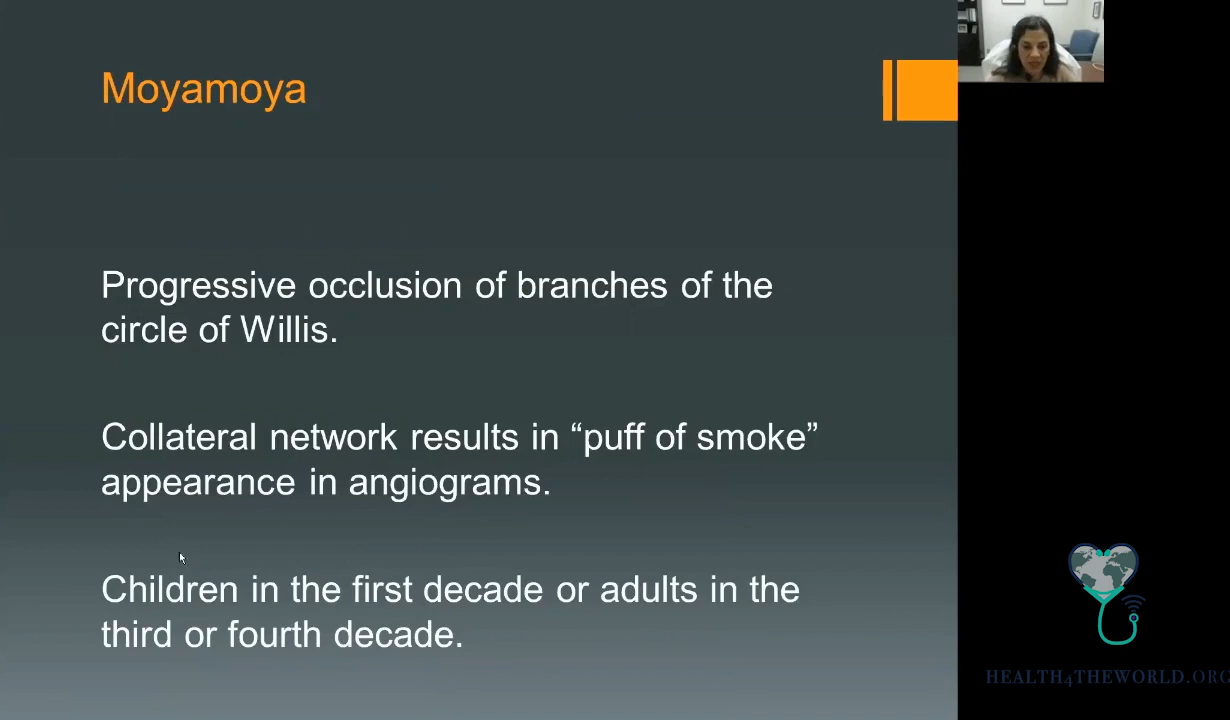 Moyamoya
Progressive occlusion of branches of the
circle of Willis.
Collateral network results in “puff of smoke”
appearance in angiograms.
Children in the first decade or adults in the
third or fourth decade.
HEALTH4THEWORLD.ORG